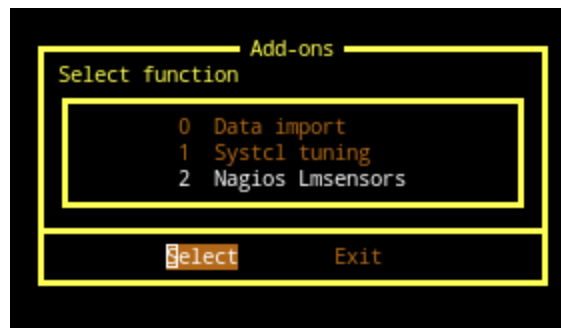 Add-ons
Select function
0 Data import
1 Systcl tuning
2 Nagios Lmsensors
Select Exit